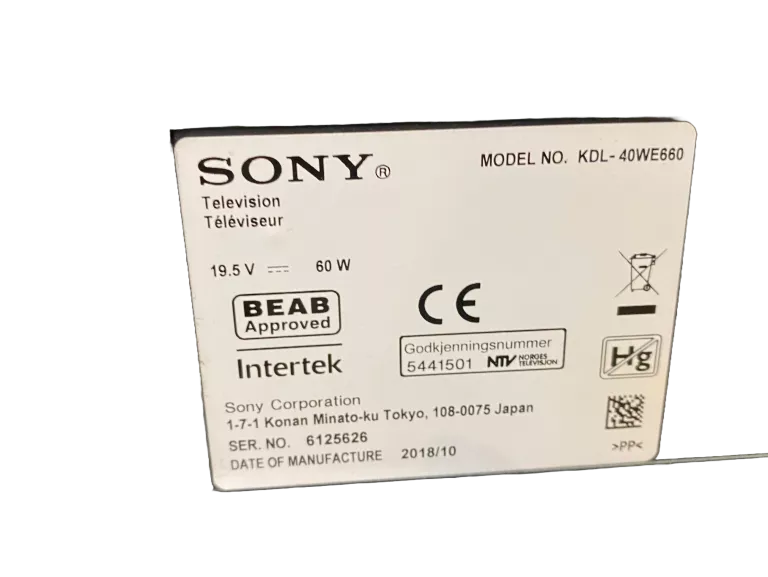 SONY®
MODEL NO. KDL-40WE660
Television
Téléviseur
19.5 V ⎓ 60 W
BEAB
Approved
CE
Intertek
Godkjenningsnummer
5441501 NTV NORGES TELEVISJON
Hg
Sony Corporation
1-7-1 Konan Minato-ku Tokyo, 108-0075 Japan
SER. NO. 6125626
DATE OF MANUFACTURE 2018/10
>PP<